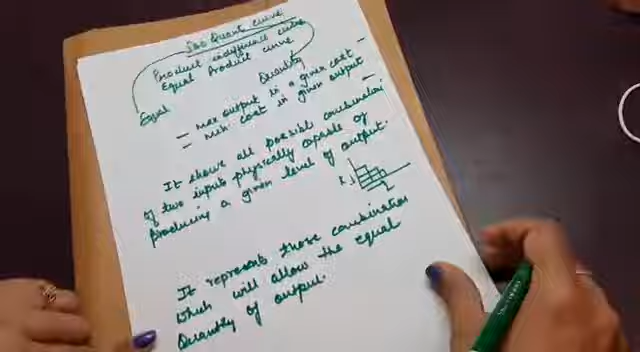 Iso Quants curve
Product indifference curve
Equal Product curve
Equal Quantity
- max output in a given cost -
- min cost in given output -
It shows all possible combination
of two inputs physically capable of
producing a given level of output.
K
L
It represents those combination
which will allow the equal
Quantity of output.